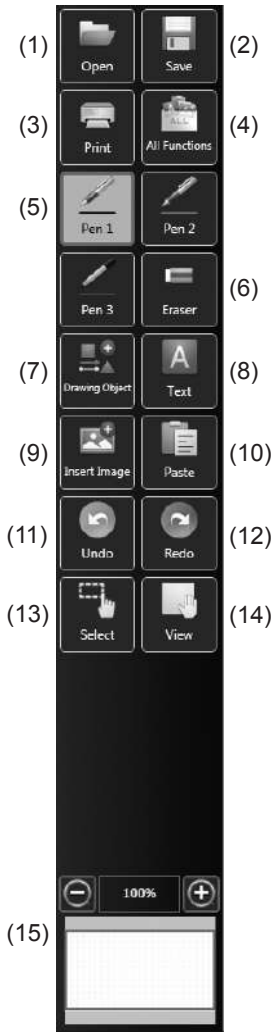 (1) Open Save (2)
(3) Print ALL All Functions (4)
(5) Pen 1 Pen 2
Pen 3 Eraser (6)
(7) Drawing Object A Text (8)
(9) Insert Image Paste (10)
(11) Undo Redo (12)
(13) Select View (14)
100%
(15)